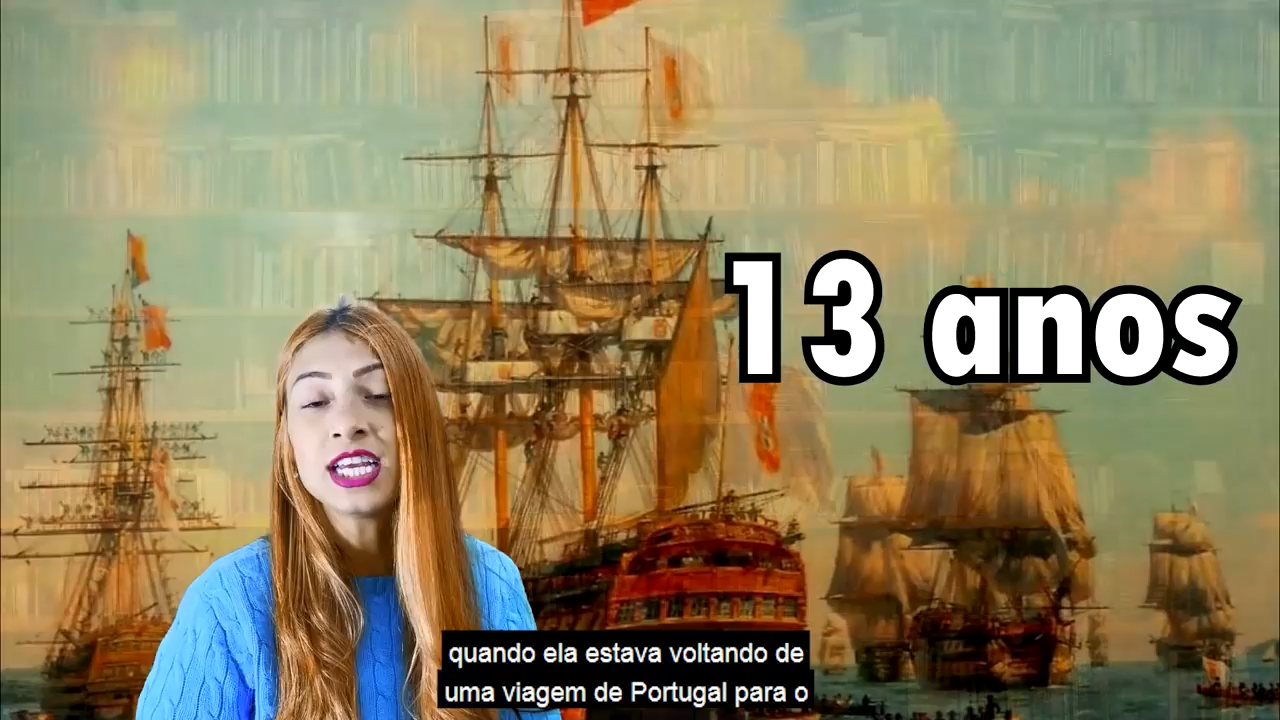 13 anos
quando ela estava voltando de
uma viagem de Portugal para o